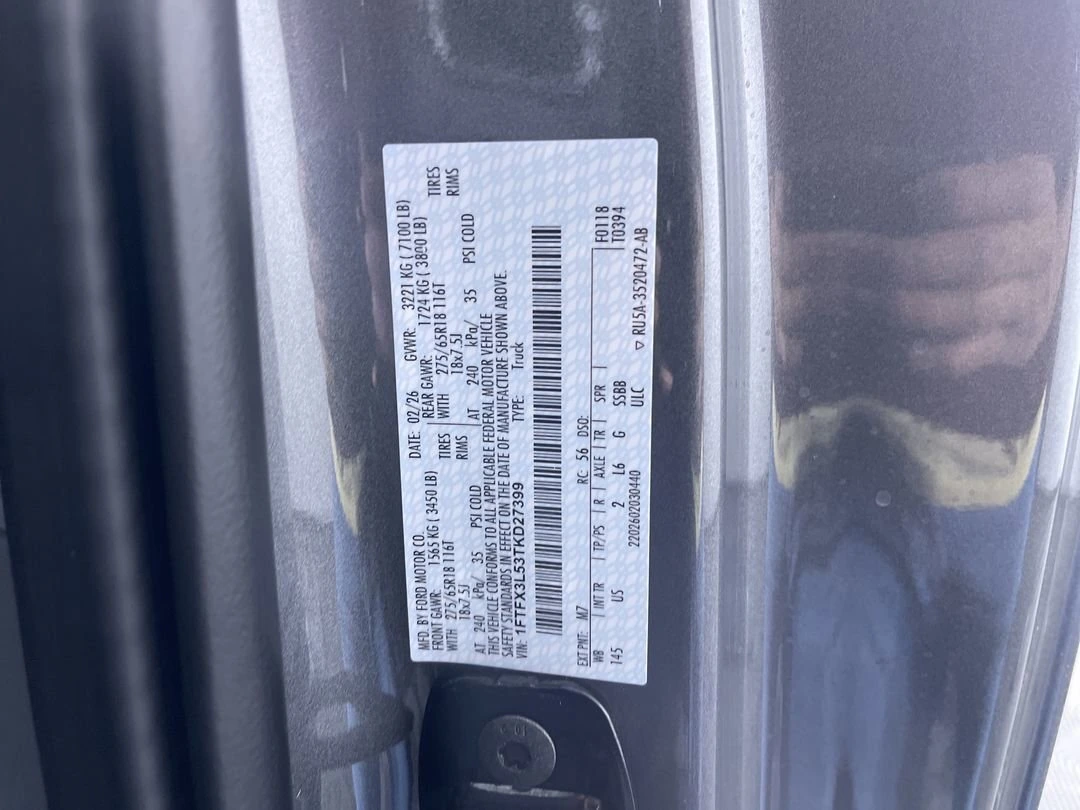 MFD. BY FORD MOTOR CO.
DATE: 02/26 GVWR: 3221 KG ( 7100 LB)
FRONT GAWR: 1565 KG ( 3450 LB) REAR GAWR: 1724 KG ( 3800 LB)
WITH 275/65R18 116T TIRES WITH 275/65R18 116T TIRES
18x7.5J RIMS 18x7.5J RIMS
AT 240 kPa/ 35 PSI COLD AT 240 kPa/ 35 PSI COLD
THIS VEHICLE CONFORMS TO ALL APPLICABLE FEDERAL MOTOR VEHICLE
SAFETY STANDARDS IN EFFECT ON THE DATE OF MANUFACTURE SHOWN ABOVE.
VIN: 1FTFX3L53TKD27399 TYPE: Truck
EXT PNT: M7 RC: 56 DSO: F0118
WB INT TR TP/PS R AXLE TR SPR T0394
145 US 2 L6 G SSBB
2202602030440 ULC ▽ RU5A-3520472-AB